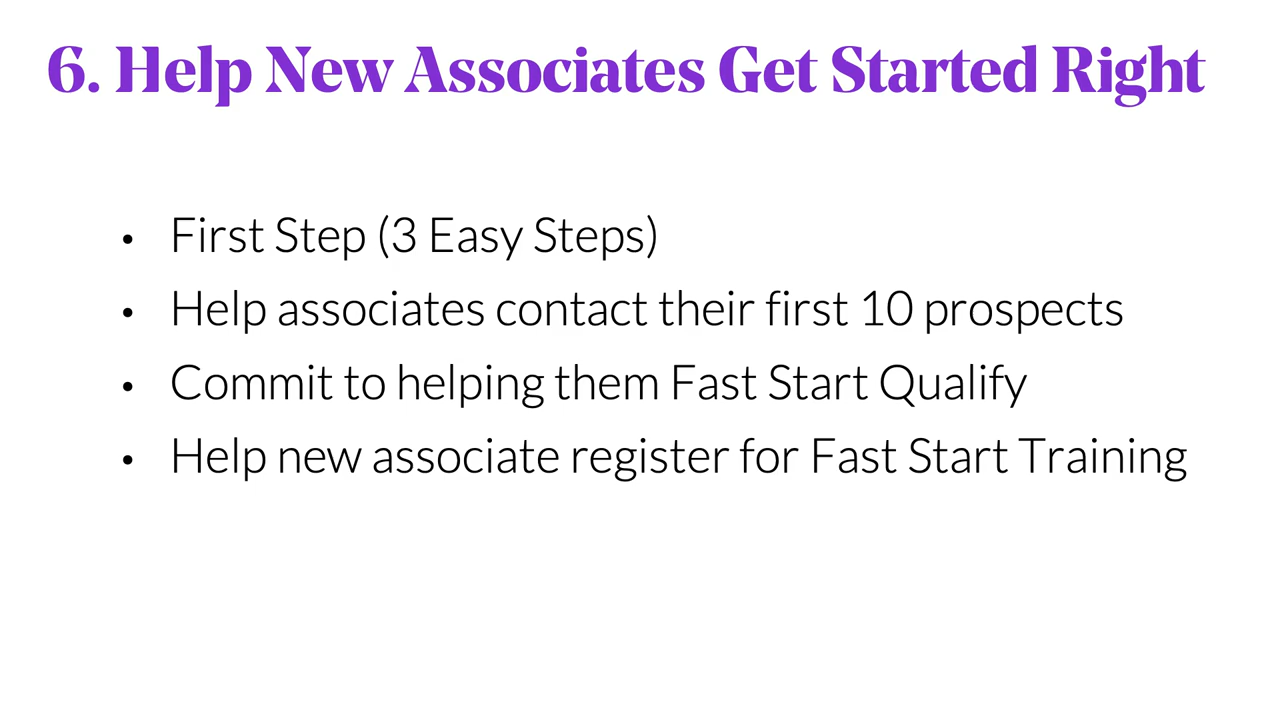 6. Help New Associates Get Started Right
• First Step (3 Easy Steps)
• Help associates contact their first 10 prospects
• Commit to helping them Fast Start Qualify
• Help new associate register for Fast Start Training